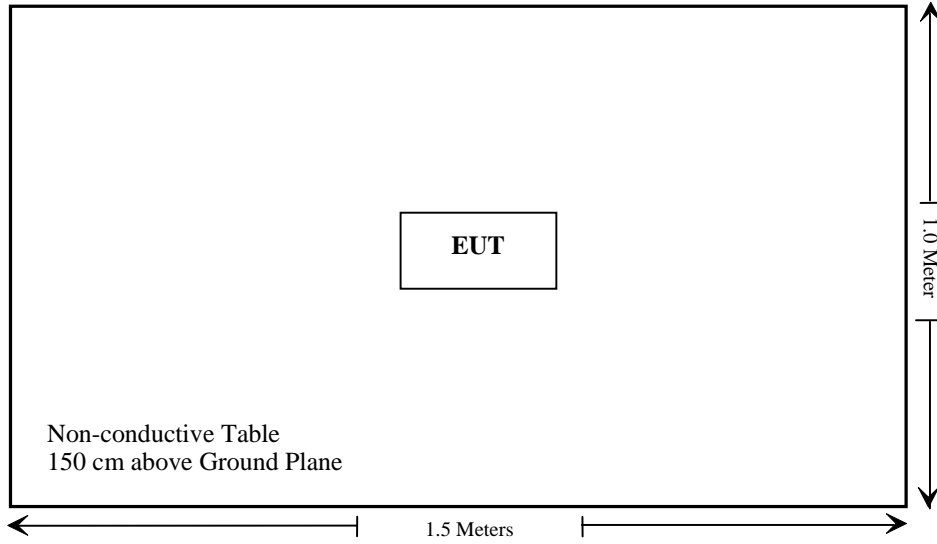 EUT
1.0 Meter
Non-conductive Table
150 cm above Ground Plane
1.5 Meters